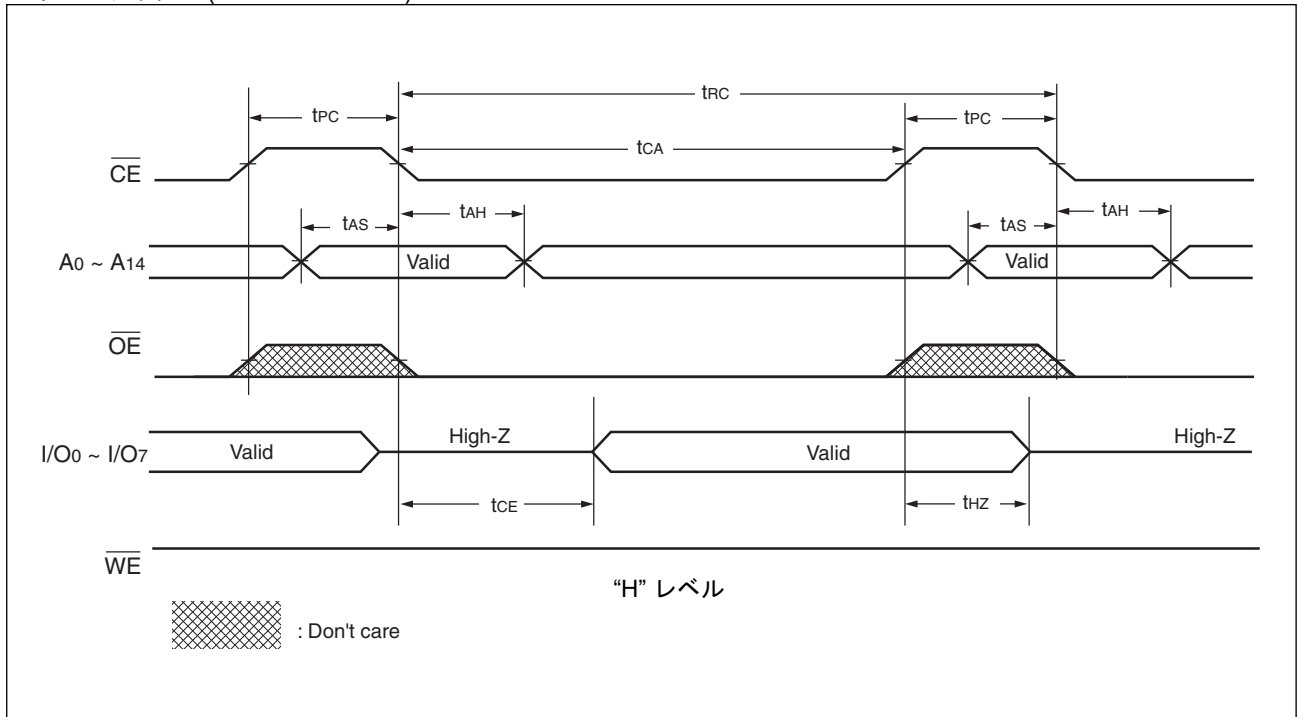 tRC
tPC
tPC
tCA
CE
tAS
tAH
tAS
tAH
A0 ~ A14
Valid
Valid
OE
High-Z
High-Z
I/O0 ~ I/O7
Valid
Valid
tCE
tHZ
WE
“H” レベル
: Don't care